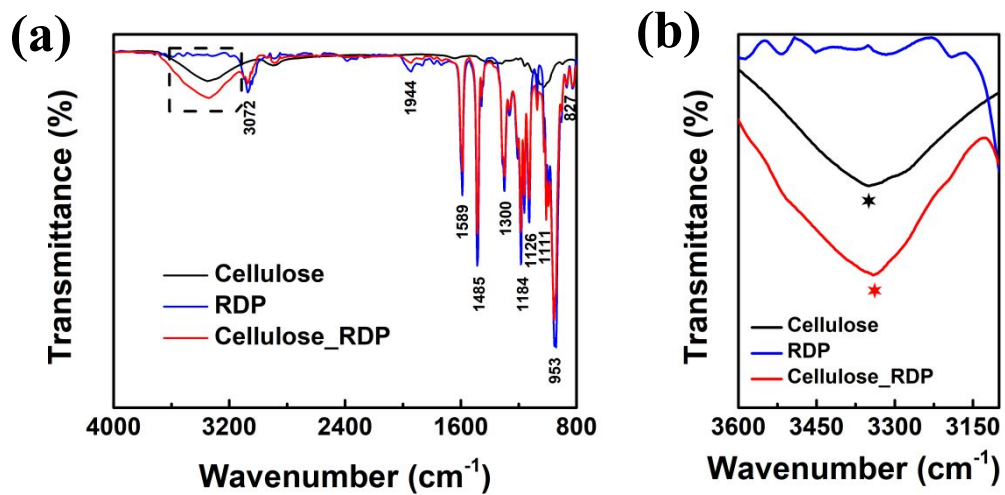 (a)
Transmittance (%)
3072
1944
1589
1485
1300
1184
1126
1111
953
827
Cellulose
RDP
Cellulose_RDP
4000 3200 2400 1600 800
Wavenumber (cm⁻¹)
(b)
Transmittance (%)
Cellulose
RDP
Cellulose_RDP
3600 3450 3300 3150
Wavenumber (cm⁻¹)